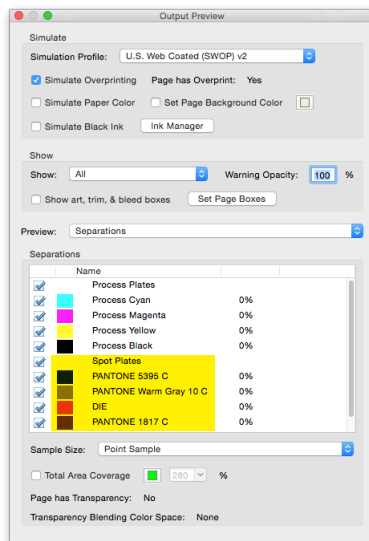 Output Preview
Simulate
Simulation Profile: U.S. Web Coated (SWOP) v2
Simulate Overprinting Page has Overprint: Yes
Simulate Paper Color Set Page Background Color
Simulate Black Ink Ink Manager
Show
Show: All Warning Opacity: 100 %
Show art, trim, & bleed boxes Set Page Boxes
Preview: Separations
Separations
Name
Process Plates
Process Cyan 0%
Process Magenta 0%
Process Yellow 0%
Process Black 0%
Spot Plates
PANTONE 5395 C 0%
PANTONE Warm Gray 10 C 0%
DIE 0%
PANTONE 1817 C 0%
Sample Size: Point Sample
Total Area Coverage 280 %
Page has Transparency: No
Transparency Blending Color Space: None